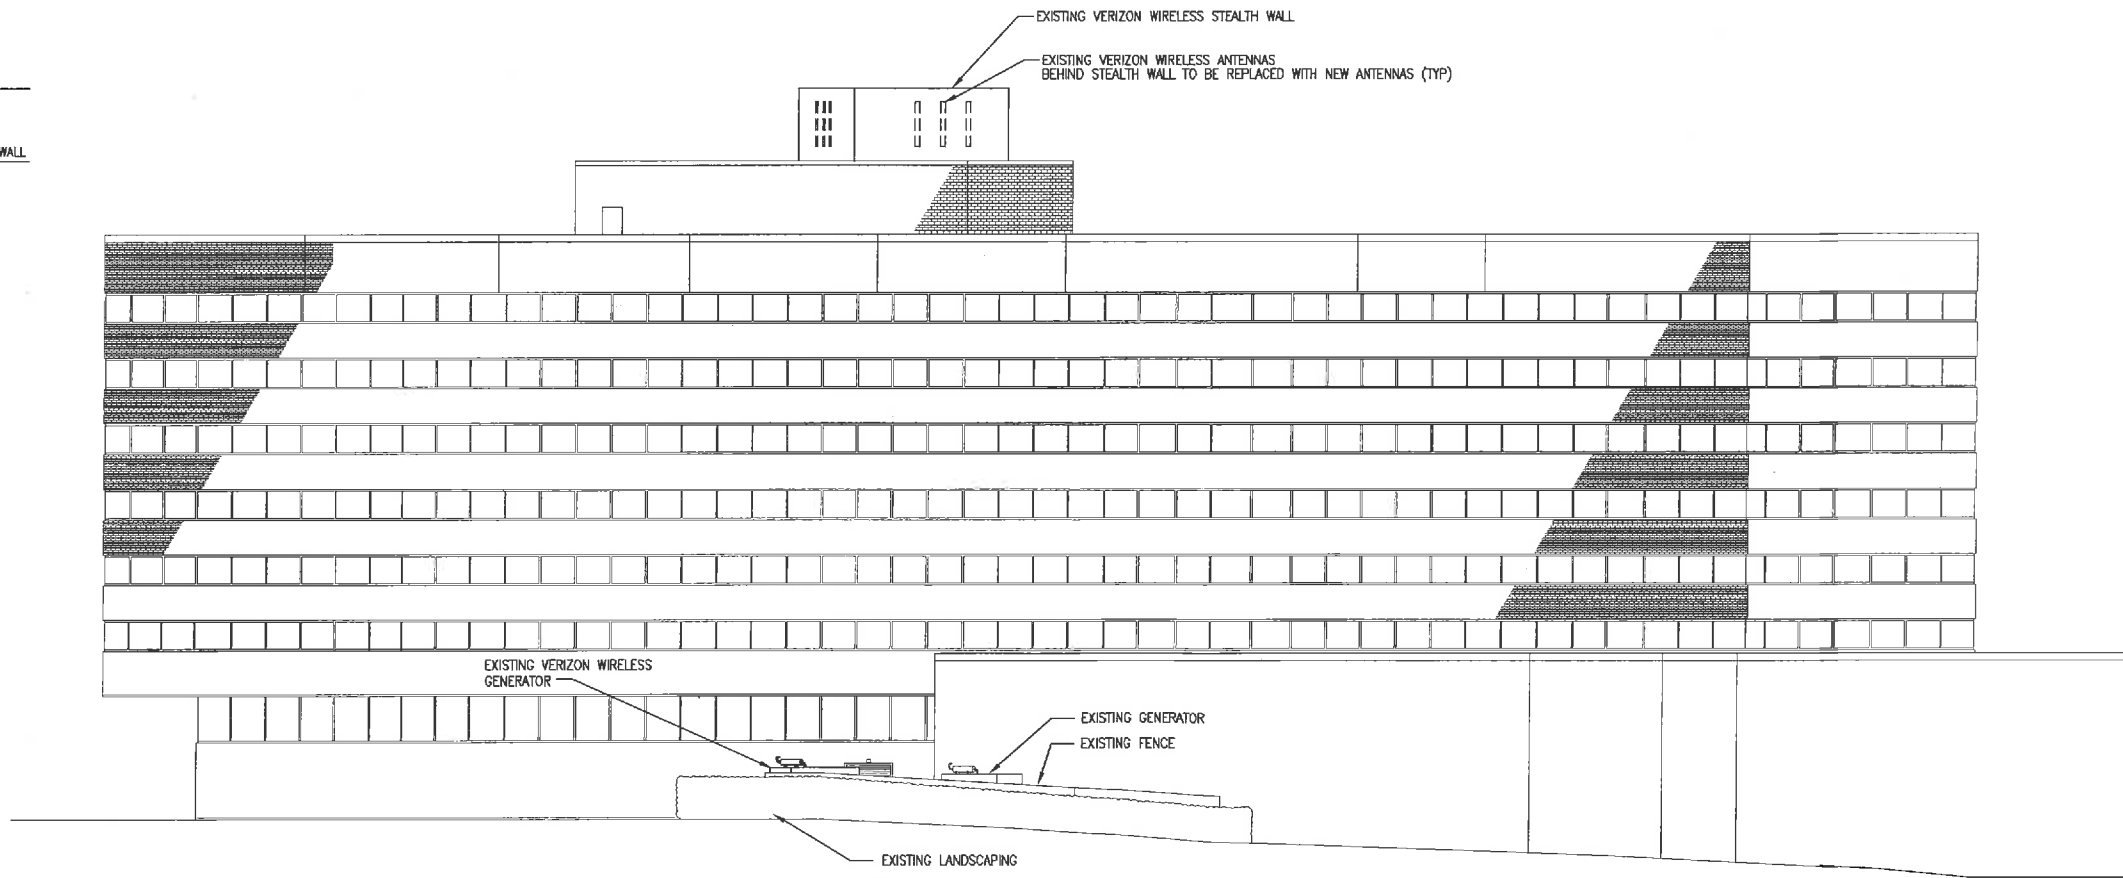 EXISTING VERIZON WIRELESS STEALTH WALL
EXISTING VERIZON WIRELESS ANTENNAS
BEHIND STEALTH WALL TO BE REPLACED WITH NEW ANTENNAS (TYP)
WALL
EXISTING VERIZON WIRELESS
GENERATOR
EXISTING GENERATOR
EXISTING FENCE
EXISTING LANDSCAPING